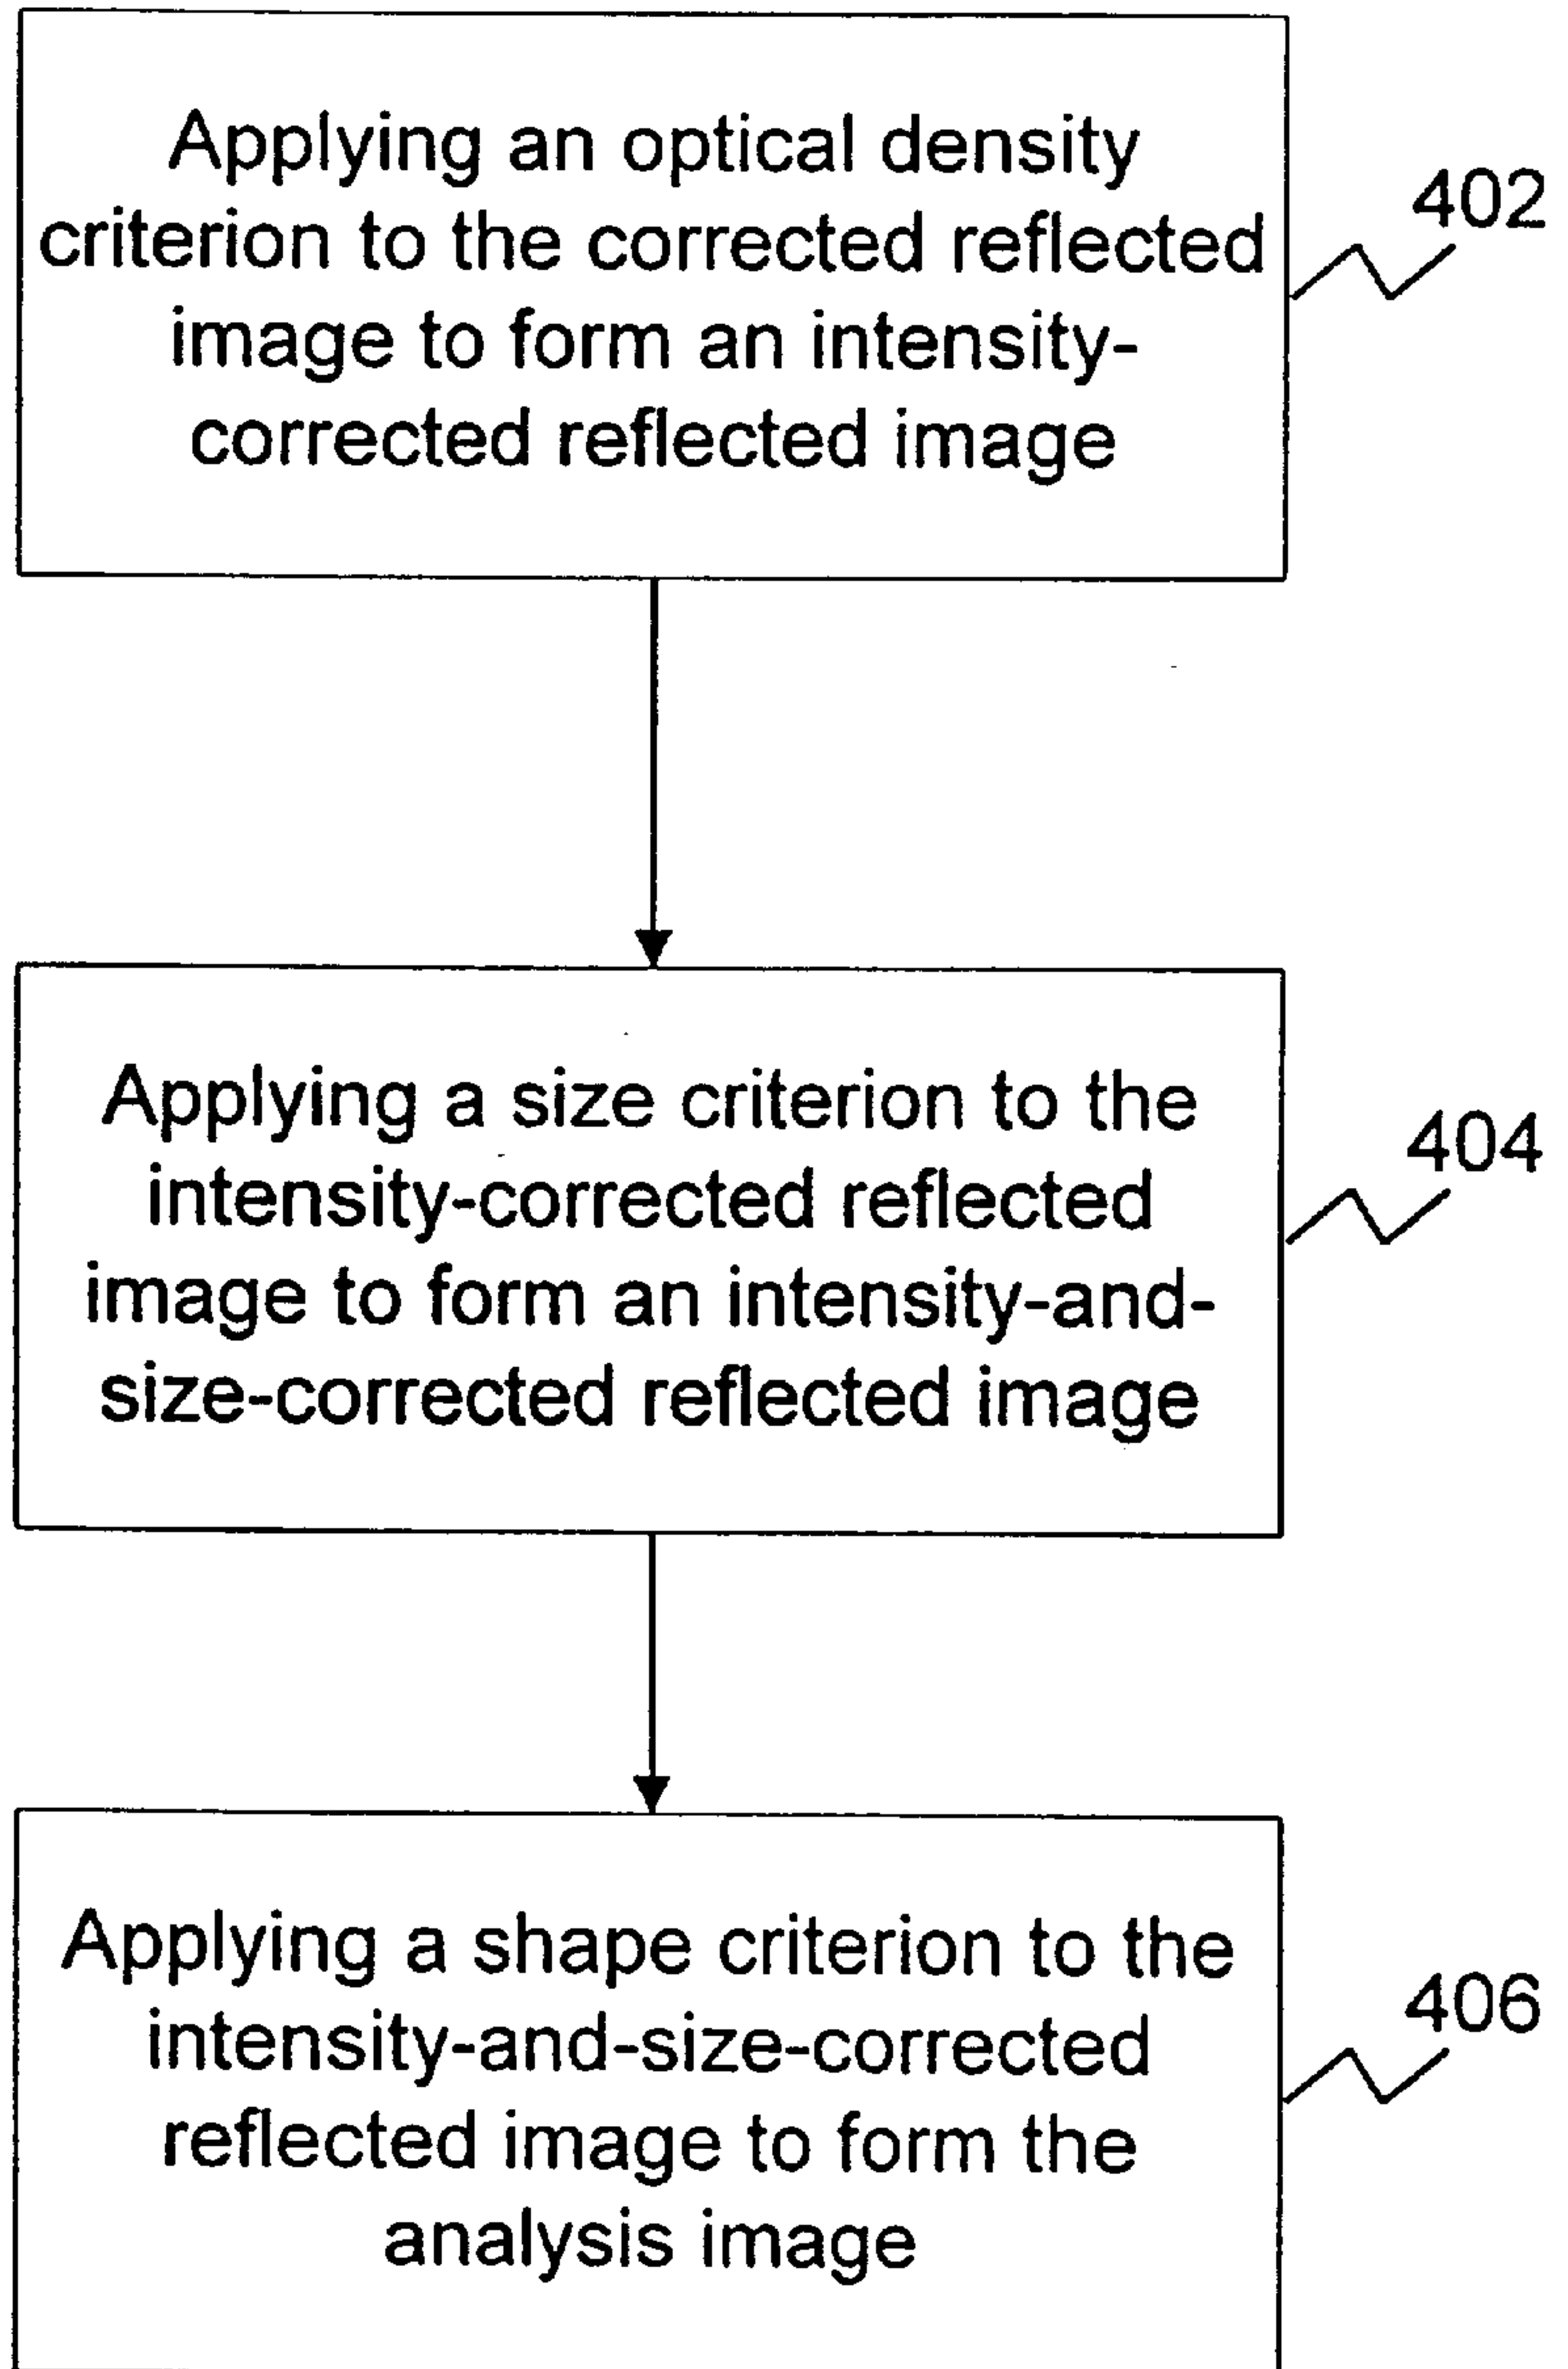 Applying an optical density
criterion to the corrected reflected
image to form an intensity-
corrected reflected image
402
Applying a size criterion to the
intensity-corrected reflected
image to form an intensity-and-
size-corrected reflected image
404
Applying a shape criterion to the
intensity-and-size-corrected
reflected image to form the
analysis image
406